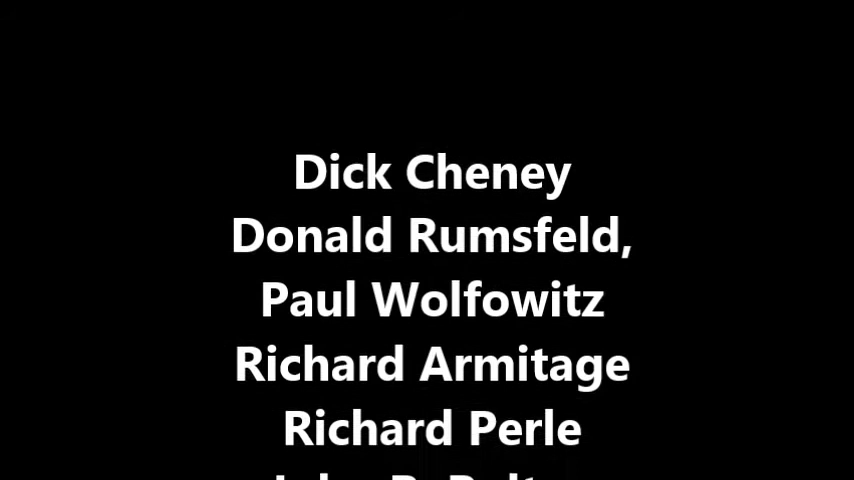 Dick Cheney
Donald Rumsfeld,
Paul Wolfowitz
Richard Armitage
Richard Perle